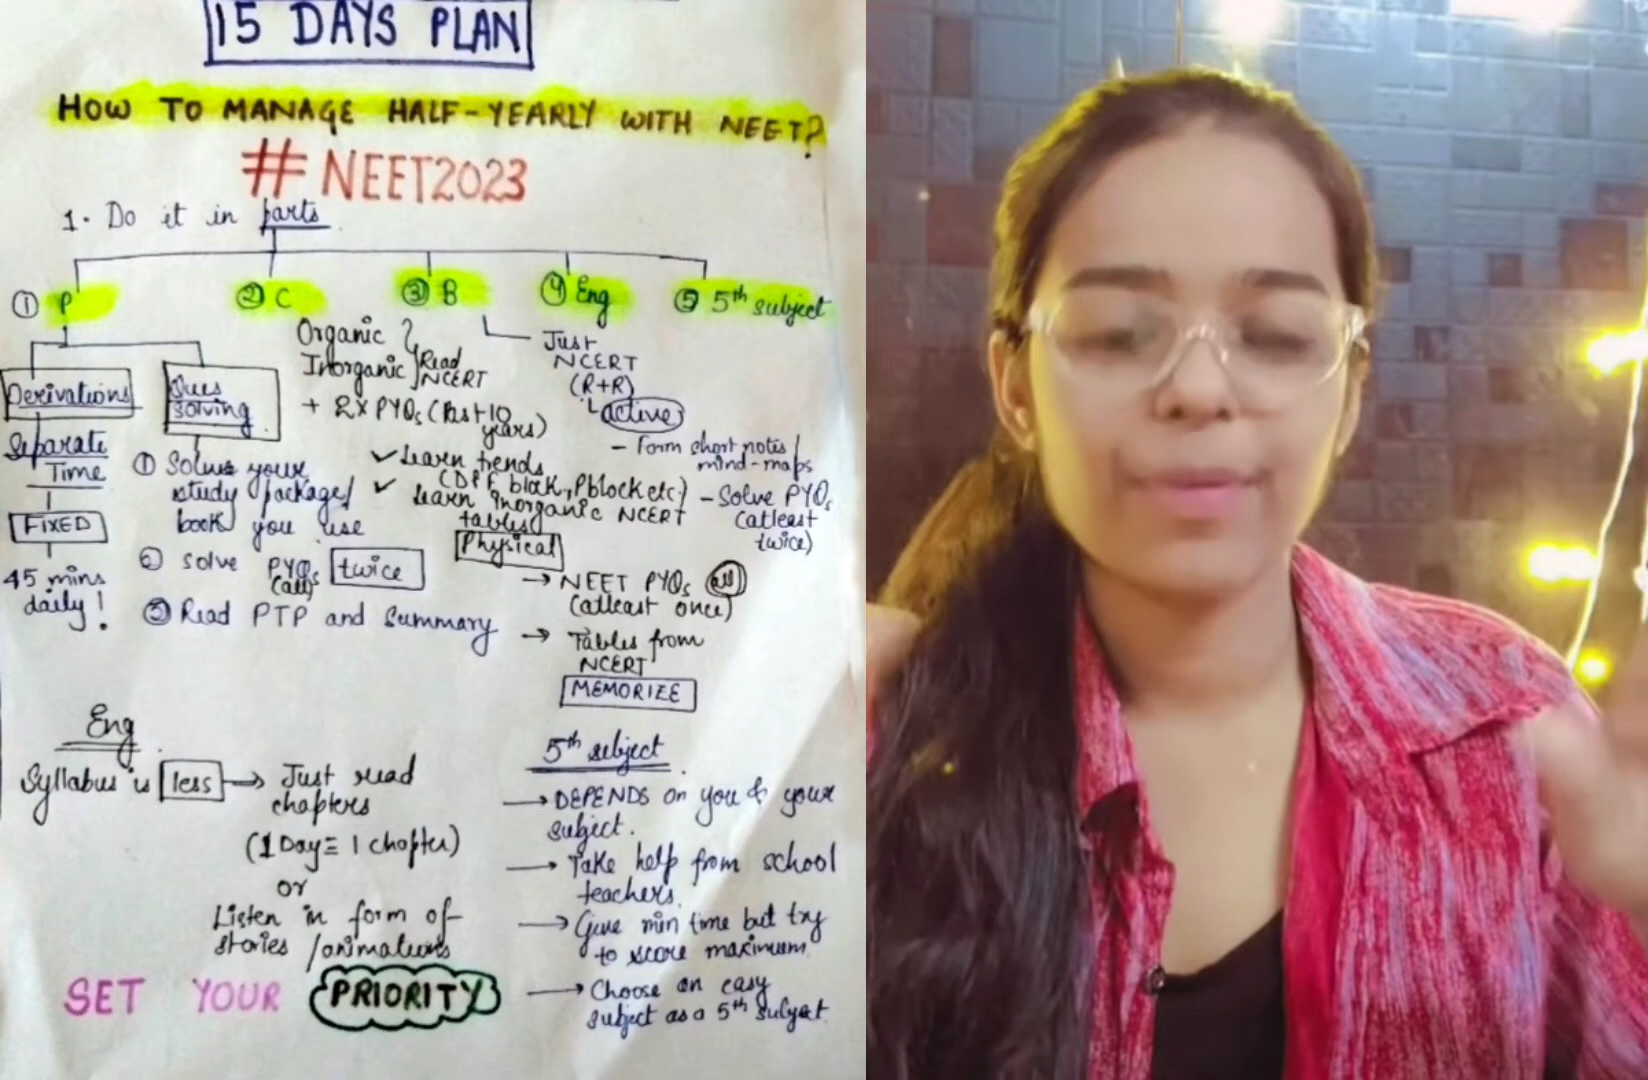 15 DAYS PLAN
HOW TO MANAGE HALF-YEARLY WITH NEET?
#NEET2023
1. Do it in parts
① P
② C
③ B
④ Eng
⑤ 5th subject
Derivations
Separate
Time
FIXED
45 mins
daily!
Ques
solving
① Solve your
study package/
book you use
② solve PYQs twice
(all)
③ Read PTP and Summary
Organic
Inorganic
Read
NCERT
+ 2x PYQs (Past 10
years)
✓ Learn trends
(D & F block, P block etc)
✓ Learn inorganic NCERT
tables
Physical
→ NEET PYQs all
(atleast once)
→ Tables from
NCERT
MEMORIZE
Just
NCERT
(R+R)
active
- Form short notes/
mind-maps
- Solve PYQs
(atleast
twice)
Eng
Syllabus is less → Just read
chapters
(1 Day = 1 chapter)
or
Listen in form of
stories /animations
5th subject
→ DEPENDS on you & your
subject.
→ Take help from school
teachers.
→ Give min time but try
to score maximum
→ Choose an easy
subject as a 5th subject
SET YOUR PRIORITY